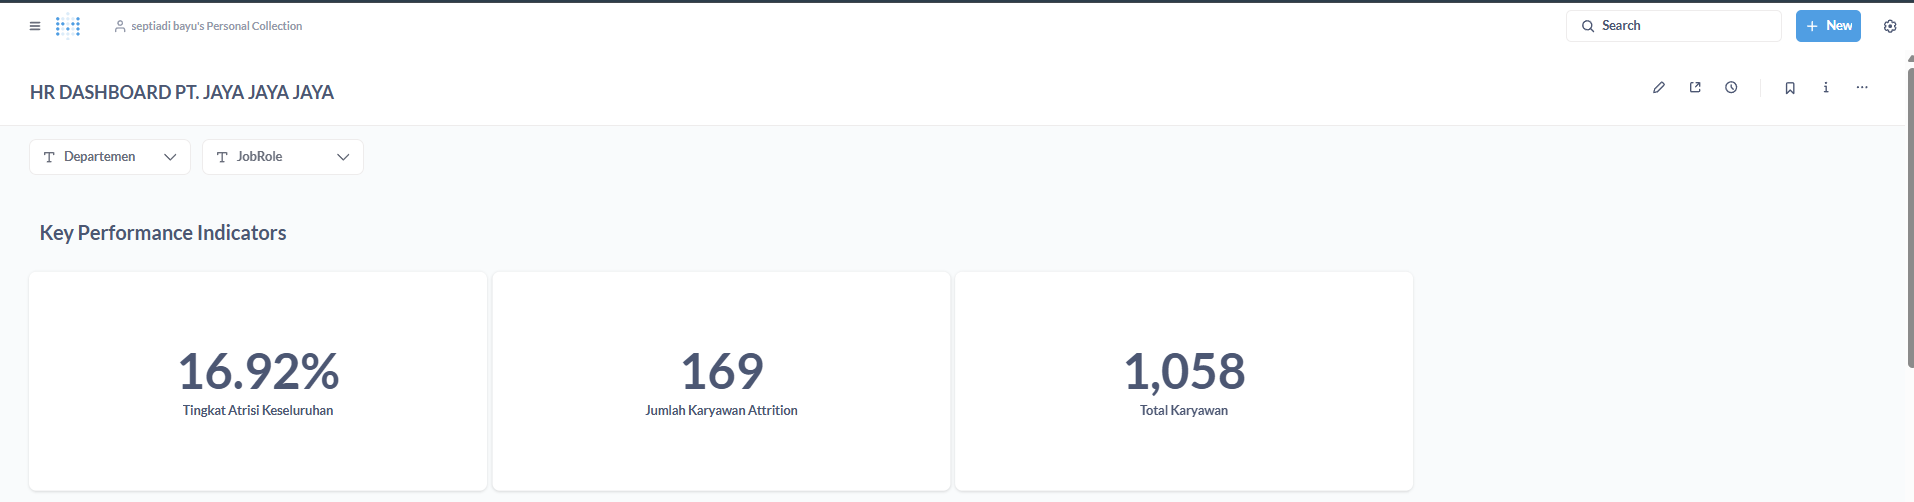 septiadi bayu's Personal Collection
Search
+ New
HR DASHBOARD PT. JAYA JAYA JAYA
Departemen
JobRole
Key Performance Indicators
16.92%
Tingkat Atrisi Keseluruhan
169
Jumlah Karyawan Attrition
1,058
Total Karyawan